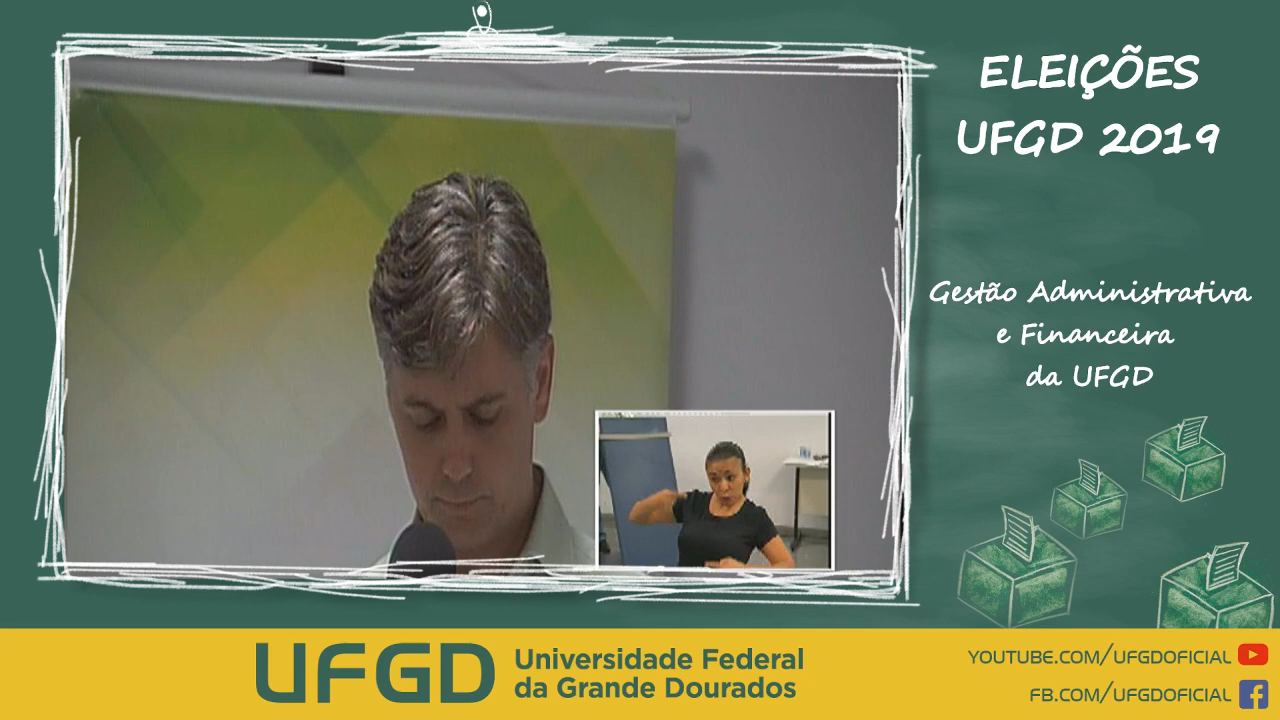 ELEIÇÕES
UFGD 2019
Gestão Administrativa
e Financeira
da UFGD
UFGD
Universidade Federal
da Grande Dourados
YOUTUBE.COM/UFGDOFICIAL
FB.COM/UFGDOFICIAL